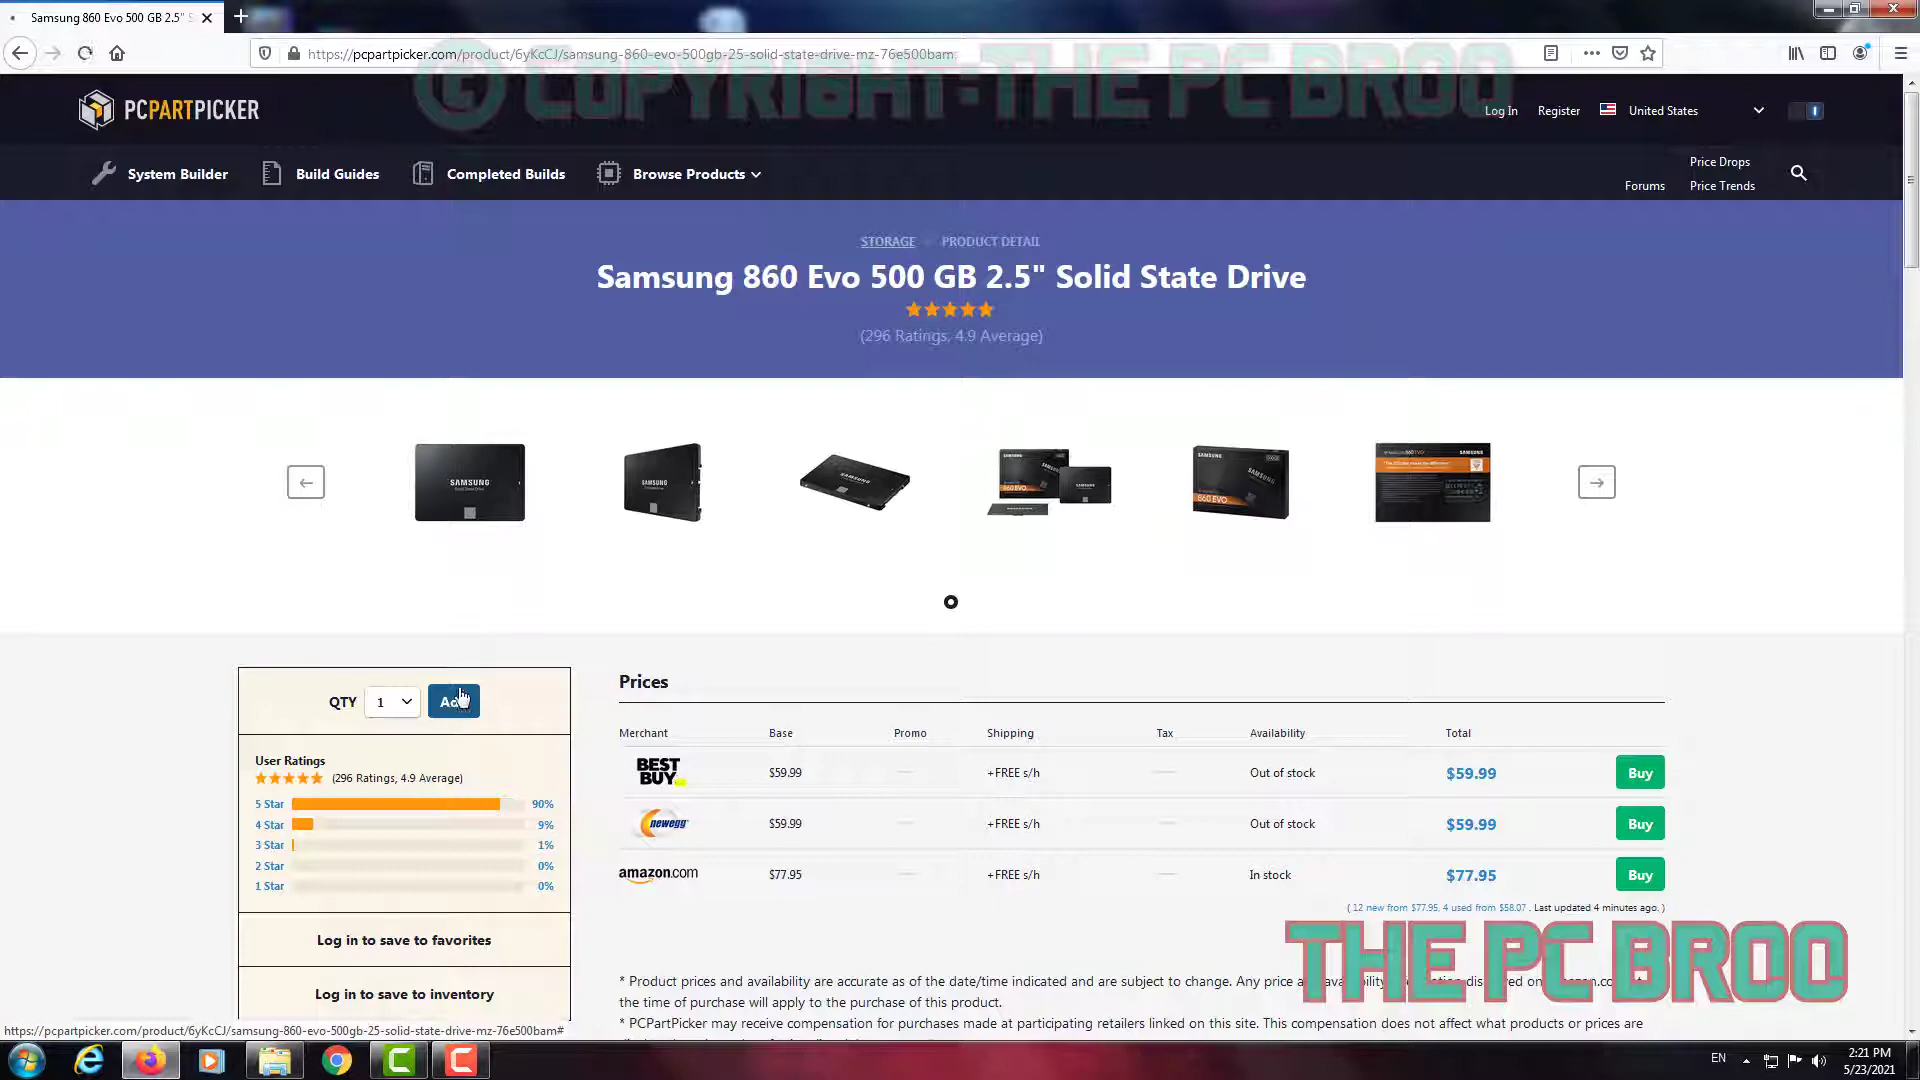 Samsung 860 Evo 500 GB 2.5" S
https://pcpartpicker.com/product/6yKcCJ/samsung-860-evo-500gb-25-solid-state-drive-mz-76e500bam
© COPYRIGHT:THE PC BROO
PCPARTPICKER
Log In
Register
United States
System Builder
Build Guides
Completed Builds
Browse Products
Forums
Price Drops
Price Trends
STORAGE
PRODUCT DETAIL
Samsung 860 Evo 500 GB 2.5" Solid State Drive
(296 Ratings, 4.9 Average)
SAMSUNG
SAMSUNG
SAMSUNG
860 EVO
SAMSUNG
SAMSUNG
860 EVO
SAMSUNG
QTY 1
Prices
Merchant Base Promo Shipping Tax Availability Total
BEST BUY $59.99 — +FREE s/h — Out of stock $59.99 Buy
newegg $59.99 — +FREE s/h — Out of stock $59.99 Buy
amazon.com $77.95 — +FREE s/h — In stock $77.95 Buy
( 12 new from $77.95, 4 used from $58.07 . Last updated 4 minutes ago. )
User Ratings
(296 Ratings, 4.9 Average)
5 Star 90%
4 Star 9%
3 Star 1%
2 Star 0%
1 Star 0%
Log in to save to favorites
Log in to save to inventory
* Product prices and availability are accurate as of the date/time indicated and are subject to change. Any price
the time of purchase will apply to the purchase of this product.
* PCPartPicker may receive compensation for purchases made at participating retailers linked on this site. This compensation does not affect what products or prices are
THE PC BROO
https://pcpartpicker.com/product/6yKcCJ/samsung-860-evo-500gb-25-solid-state-drive-mz-76e500bam#
EN
2:21 PM
5/23/2021